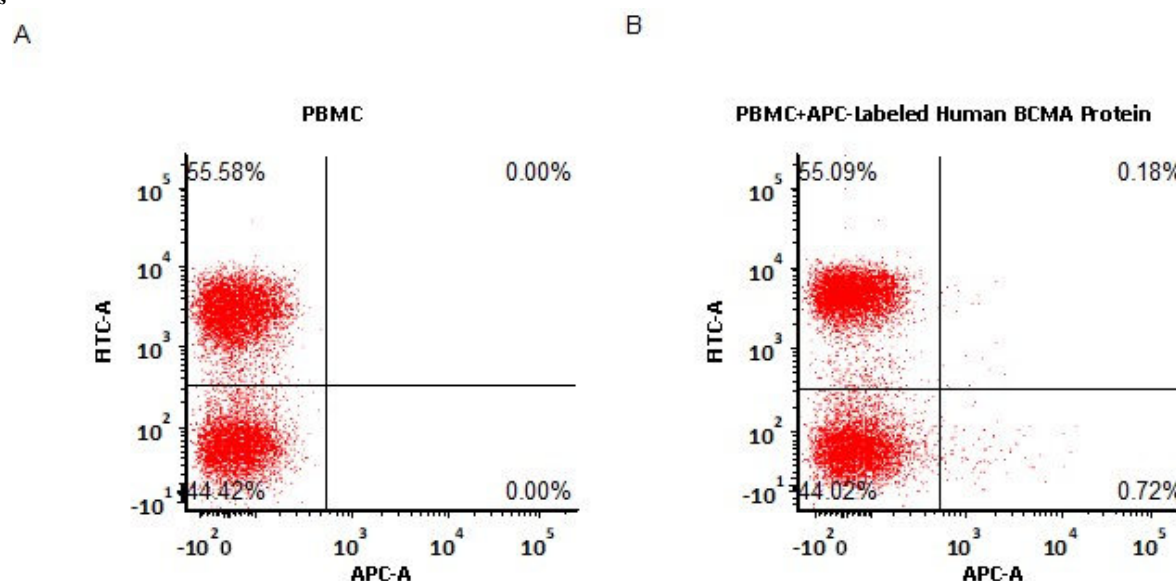 A
B
PBMC
PBMC+APC-Labeled Human BCMA Protein
55.58%
0.00%
55.09%
0.18%
10^5
10^4
10^3
10^2
-10^1
FITC-A
44.42%
0.00%
10^5
10^4
10^3
10^2
-10^1
FITC-A
44.02%
0.72%
-10^2 0 10^3 10^4 10^5
APC-A
-10^2 0 10^3 10^4 10^5
APC-A